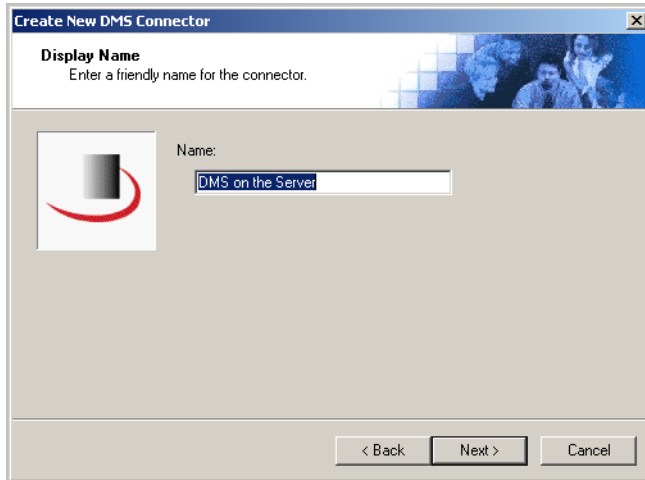 Create New DMS Connector
Display Name
Enter a friendly name for the connector.
Name:
DMS on the Server
< Back Next > Cancel